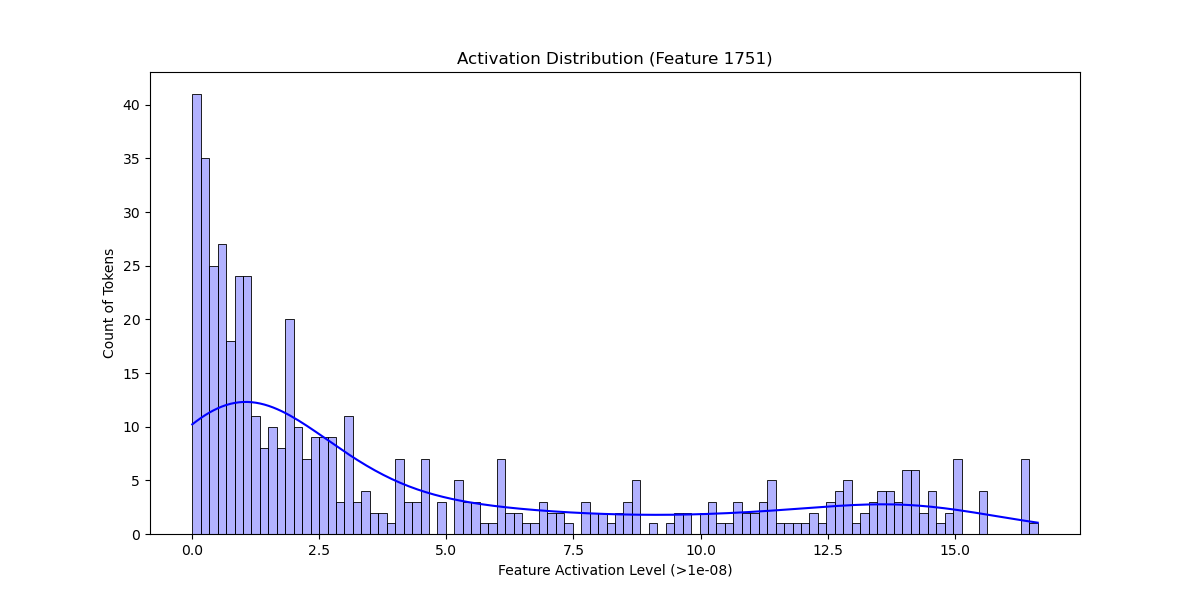 Activation Distribution (Feature 1751)
Count of Tokens
40
35
30
25
20
15
10
5
0
0.0 2.5 5.0 7.5 10.0 12.5 15.0
Feature Activation Level (>1e-08)